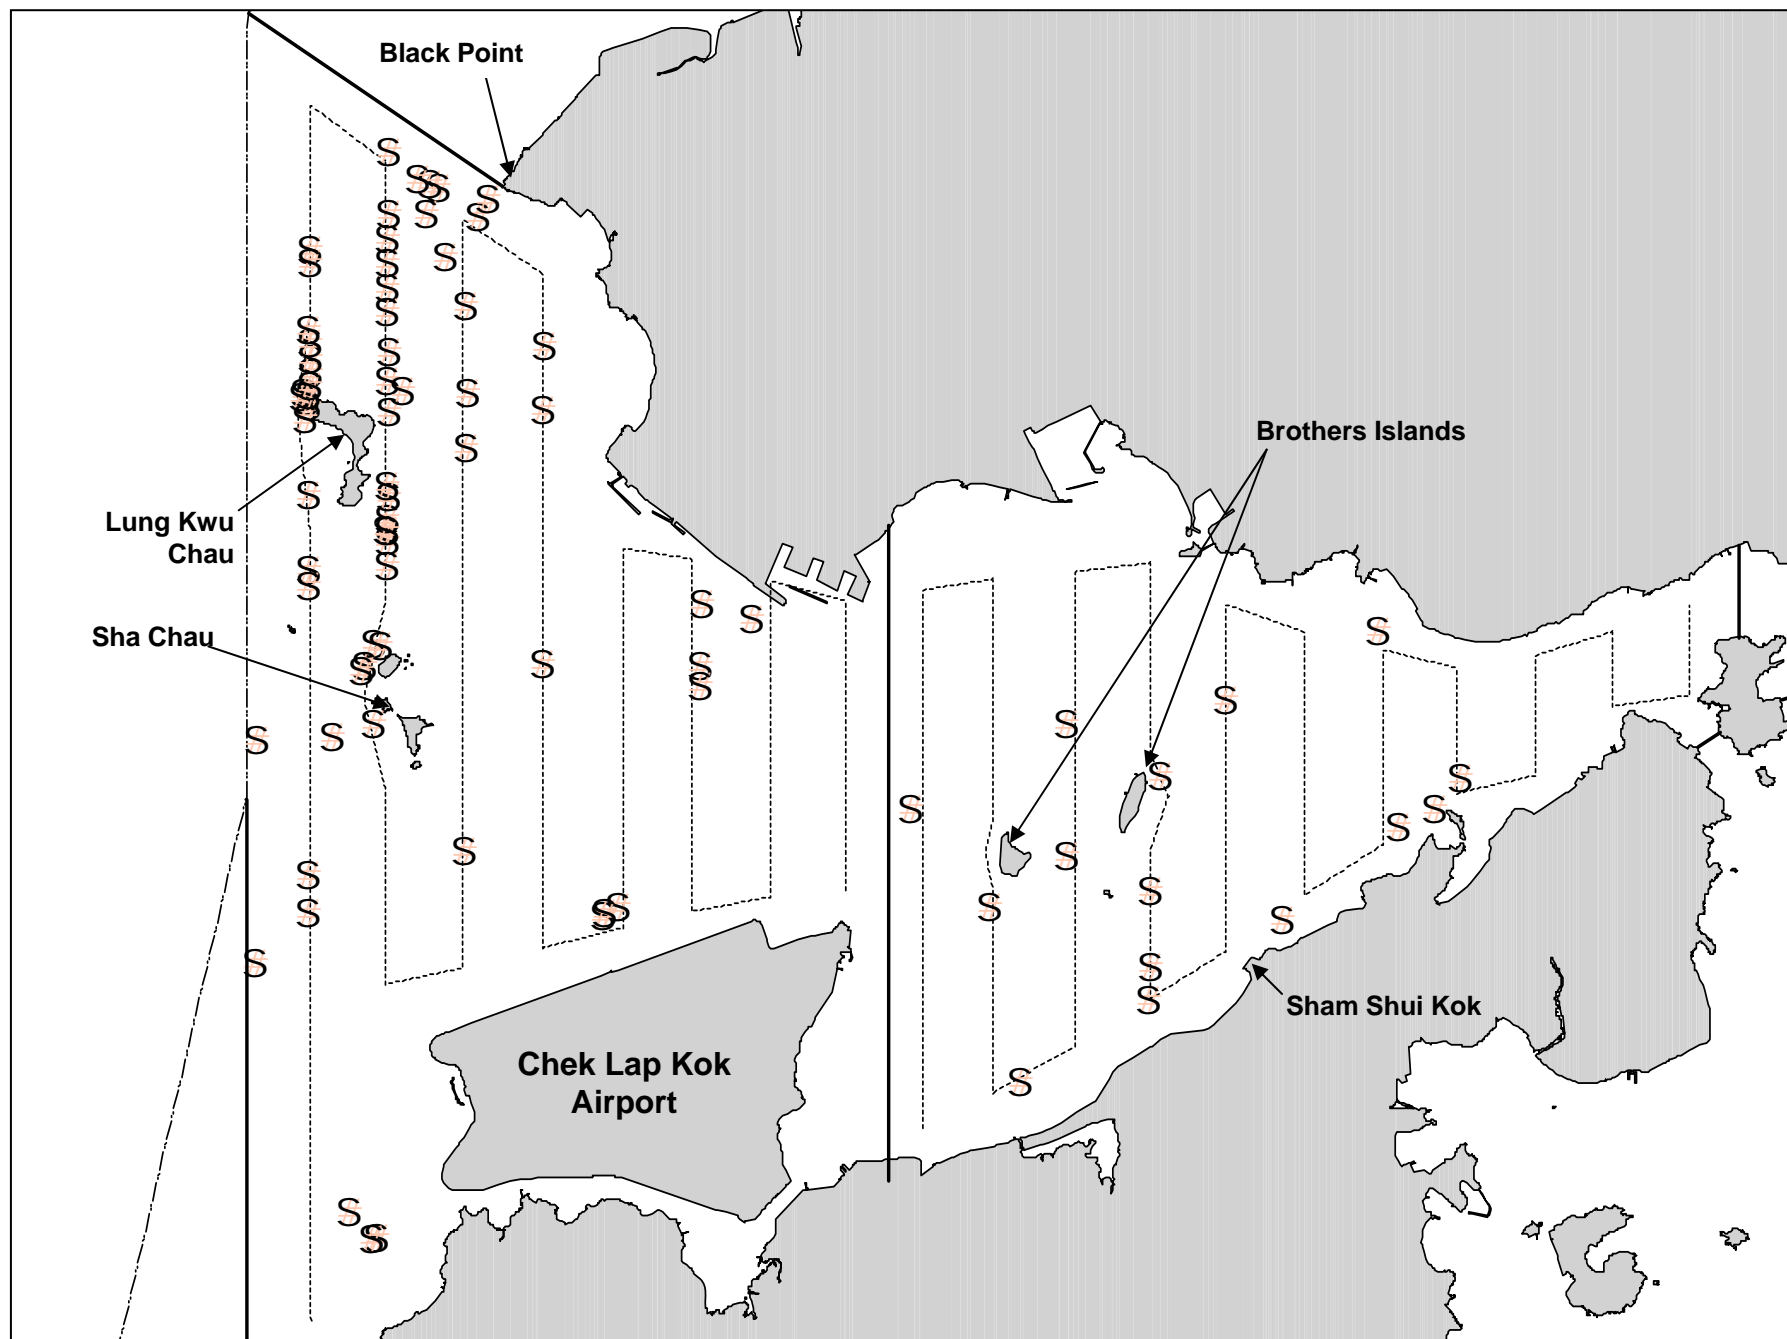 Black Point
Brothers Islands
Lung Kwu
Chau
Sha Chau
Sham Shui Kok
Chek Lap Kok
Airport